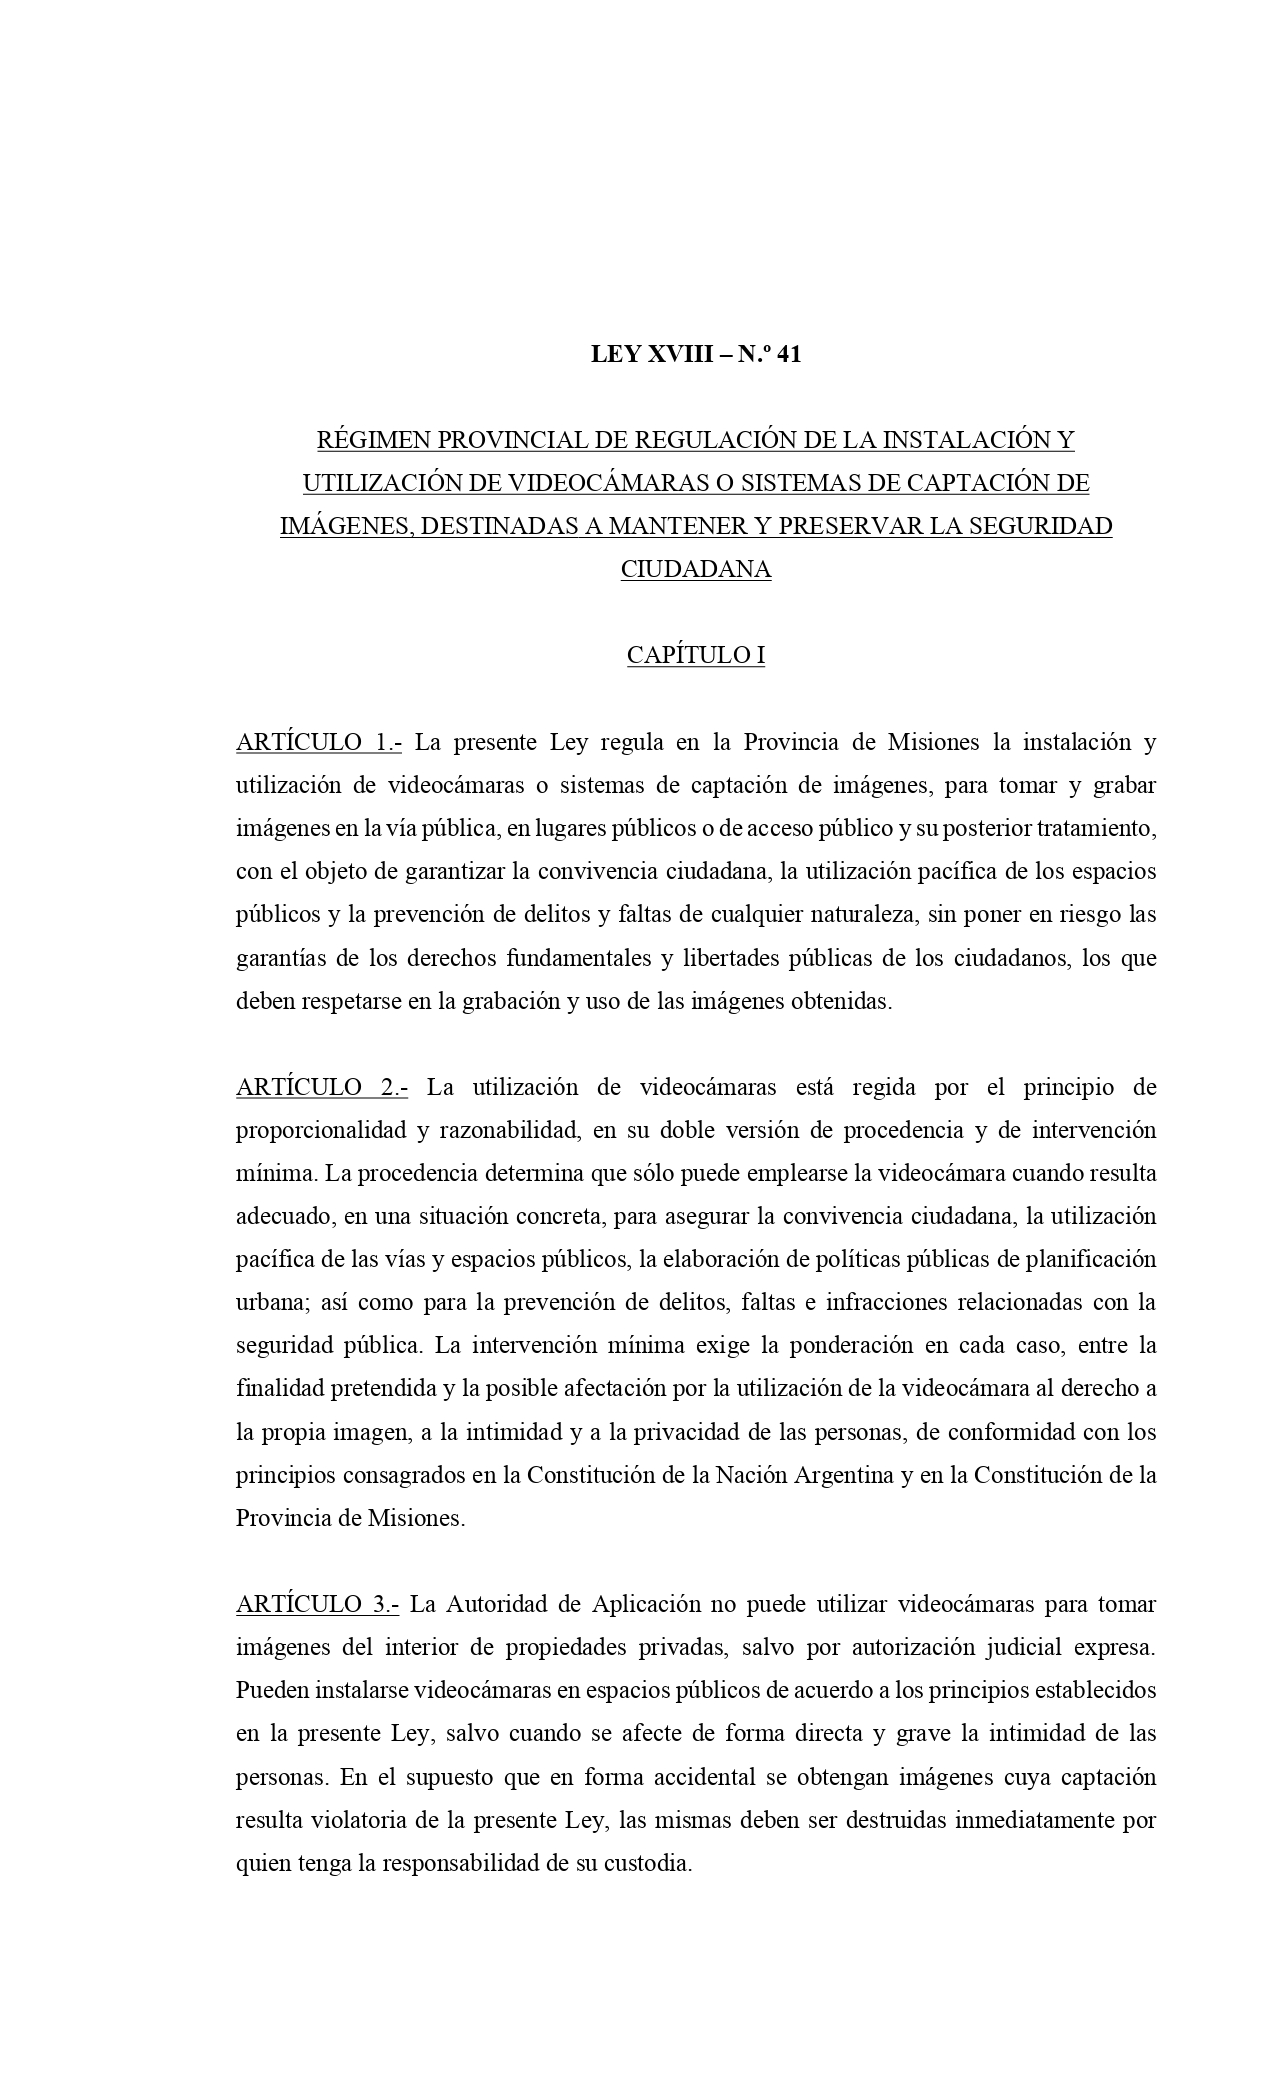 LEY XVIII – N.º 41
RÉGIMEN PROVINCIAL DE REGULACIÓN DE LA INSTALACIÓN Y
UTILIZACIÓN DE VIDEOCÁMARAS O SISTEMAS DE CAPTACIÓN DE
IMÁGENES, DESTINADAS A MANTENER Y PRESERVAR LA SEGURIDAD
CIUDADANA
CAPÍTULO I
ARTÍCULO 1.- La presente Ley regula en la Provincia de Misiones la instalación y
utilización de videocámaras o sistemas de captación de imágenes, para tomar y grabar
imágenes en la vía pública, en lugares públicos o de acceso público y su posterior tratamiento,
con el objeto de garantizar la convivencia ciudadana, la utilización pacífica de los espacios
públicos y la prevención de delitos y faltas de cualquier naturaleza, sin poner en riesgo las
garantías de los derechos fundamentales y libertades públicas de los ciudadanos, los que
deben respetarse en la grabación y uso de las imágenes obtenidas.
ARTÍCULO 2.- La utilización de videocámaras está regida por el principio de
proporcionalidad y razonabilidad, en su doble versión de procedencia y de intervención
mínima. La procedencia determina que sólo puede emplearse la videocámara cuando resulta
adecuado, en una situación concreta, para asegurar la convivencia ciudadana, la utilización
pacífica de las vías y espacios públicos, la elaboración de políticas públicas de planificación
urbana; así como para la prevención de delitos, faltas e infracciones relacionadas con la
seguridad pública. La intervención mínima exige la ponderación en cada caso, entre la
finalidad pretendida y la posible afectación por la utilización de la videocámara al derecho a
la propia imagen, a la intimidad y a la privacidad de las personas, de conformidad con los
principios consagrados en la Constitución de la Nación Argentina y en la Constitución de la
Provincia de Misiones.
ARTÍCULO 3.- La Autoridad de Aplicación no puede utilizar videocámaras para tomar
imágenes del interior de propiedades privadas, salvo por autorización judicial expresa.
Pueden instalarse videocámaras en espacios públicos de acuerdo a los principios establecidos
en la presente Ley, salvo cuando se afecte de forma directa y grave la intimidad de las
personas. En el supuesto que en forma accidental se obtengan imágenes cuya captación
resulta violatoria de la presente Ley, las mismas deben ser destruidas inmediatamente por
quien tenga la responsabilidad de su custodia.